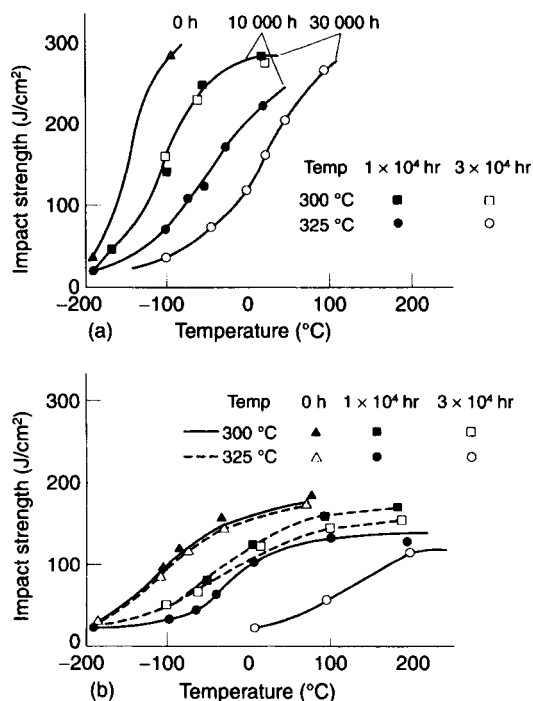 0 h 10 000 h 30 000 h
300
200
100
0
Impact strength (J/cm²)
Temp 1 × 10⁴ hr 3 × 10⁴ hr
300 °C
325 °C
−200 −100 0 100
(a) Temperature (°C)
300
200
100
0
Impact strength (J/cm²)
Temp 0 h 1 × 10⁴ hr 3 × 10⁴ hr
300 °C
325 °C
−200 −100 0 100 200
(b) Temperature (°C)